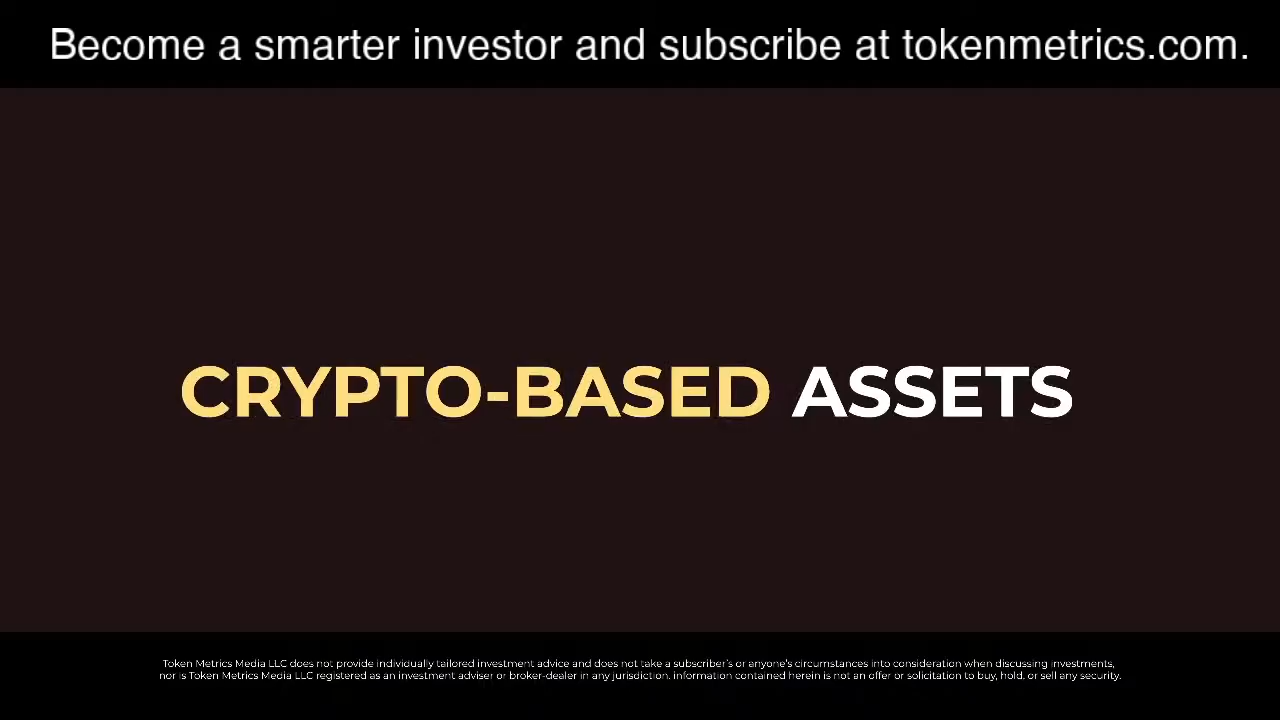 Become a smarter investor and subscribe at tokenmetrics.com.
CRYPTO-BASED ASSETS
Token Metrics Media LLC does not provide individually tailored investment advice and does not take a subscriber's or anyone's circumstances into consideration when discussing investments,
nor is Token Metrics Media LLC registered as an investment adviser or broker-dealer in any jurisdiction. information contained herein is not an offer or solicitation to buy, hold, or sell any security.